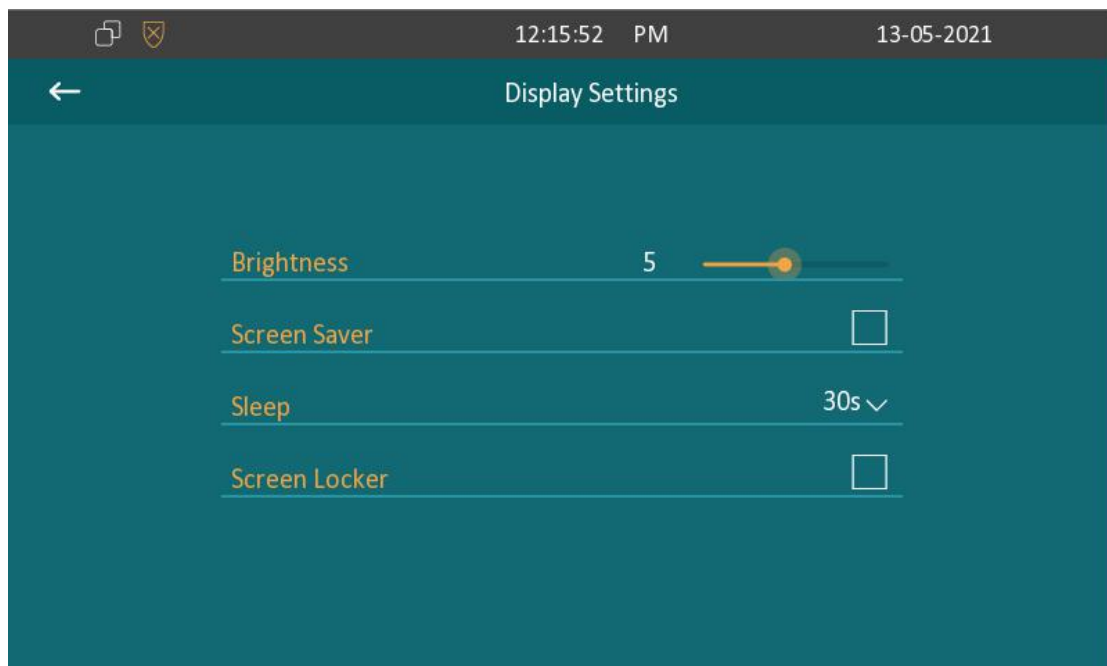 12:15:52 PM 13-05-2021
Display Settings
Brightness 5
Screen Saver
Sleep 30s
Screen Locker